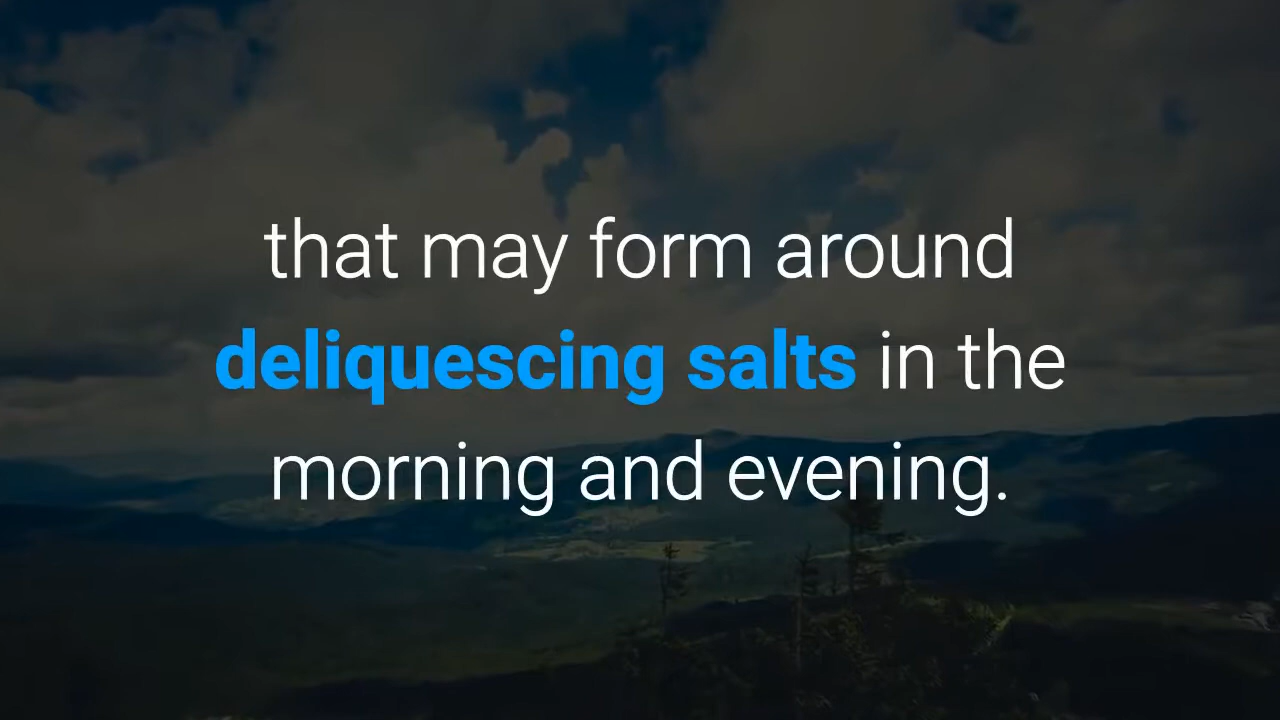 that may form around
deliquescing salts in the
morning and evening.